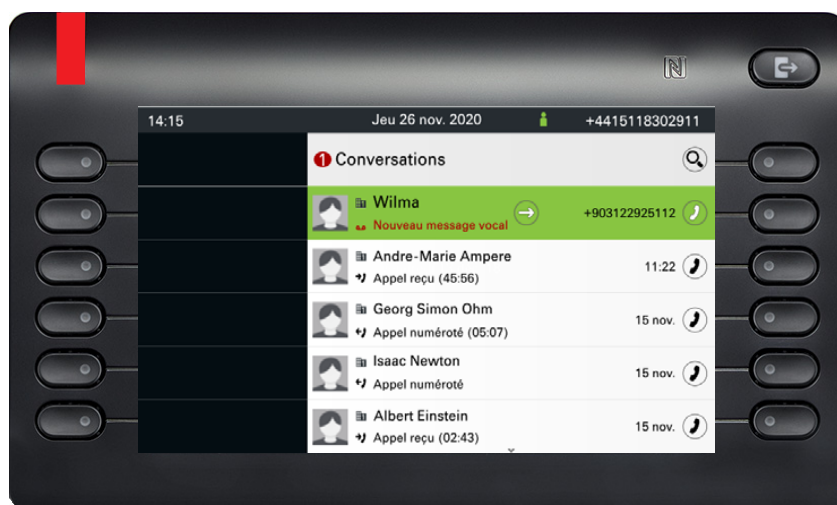 14:15 Jeu 26 nov. 2020 +4415118302911
1 Conversations
Wilma
Nouveau message vocal
+903122925112
Andre-Marie Ampere
Appel reçu (45:56)
11:22
Georg Simon Ohm
Appel numéroté (05:07)
15 nov.
Isaac Newton
Appel numéroté
15 nov.
Albert Einstein
Appel reçu (02:43)
15 nov.